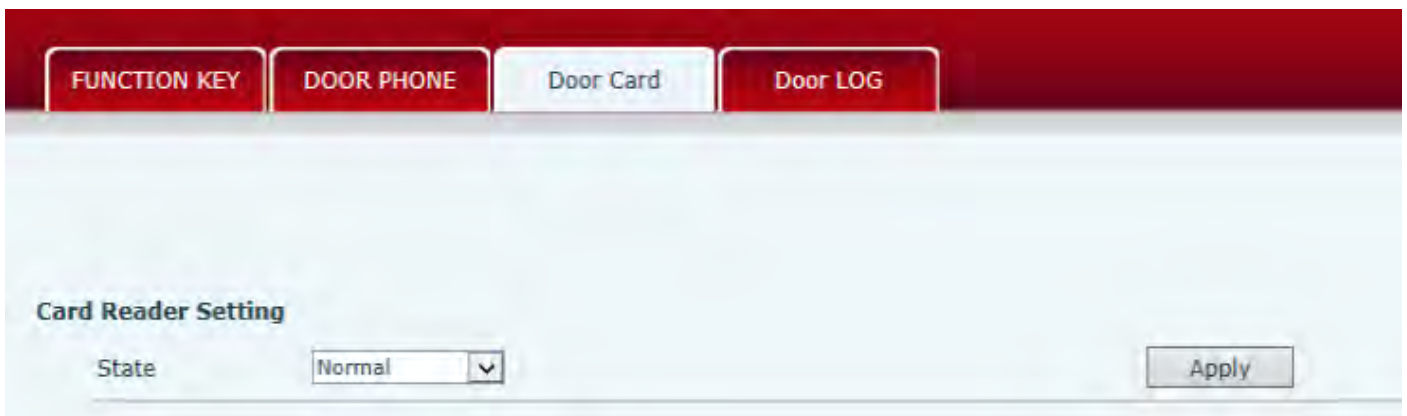 FUNCTION KEY DOOR PHONE Door Card Door LOG
Card Reader Setting
State Normal Apply